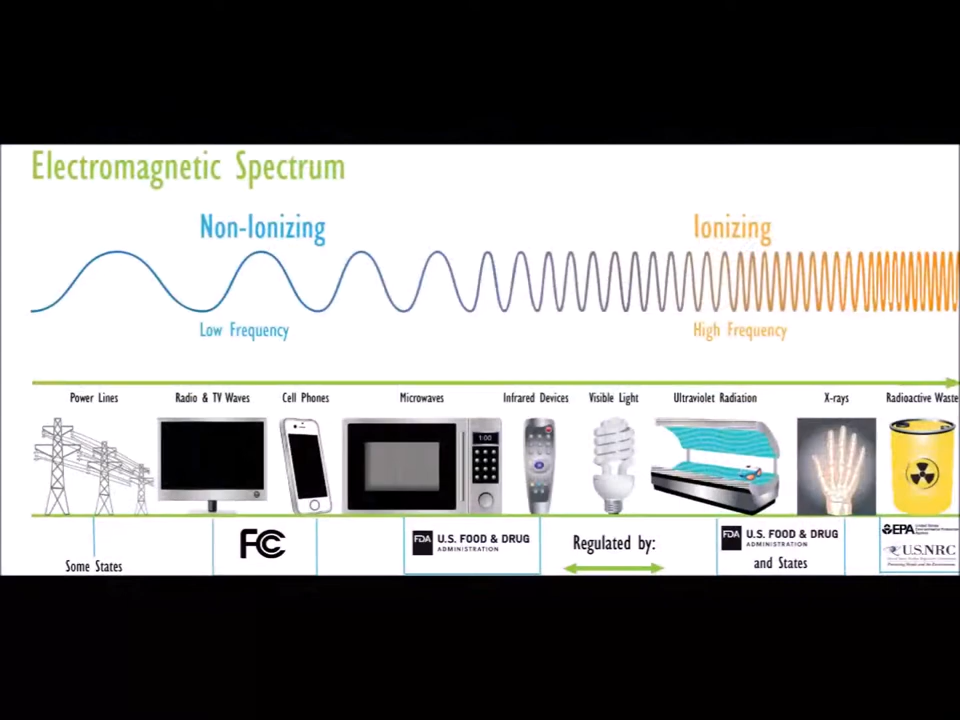 Electromagnetic Spectrum
Non-Ionizing
Ionizing
Low Frequency
High Frequency
Power Lines
Radio & TV Waves
Cell Phones
Microwaves
Infrared Devices
Visible Light
Ultraviolet Radiation
X-rays
Radioactive Waste
1:00
Some States
FC
FDA U.S. FOOD & DRUG
ADMINISTRATION
Regulated by:
FDA U.S. FOOD & DRUG
ADMINISTRATION
and States
EPA
U.S.NRC